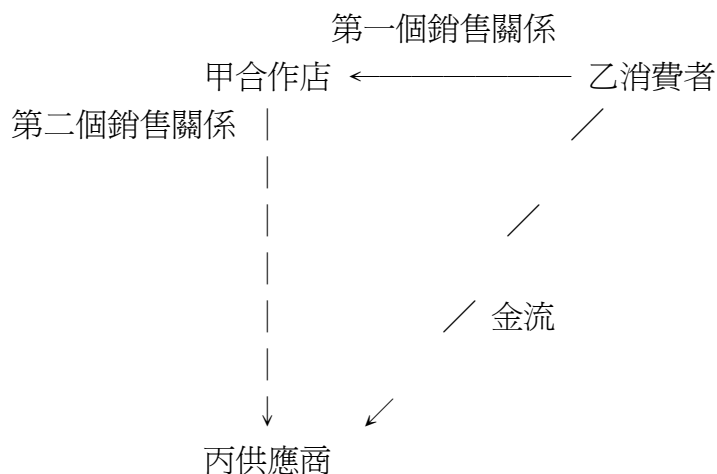 第一個銷售關係
甲合作店 乙消費者
第二個銷售關係
金流
丙供應商